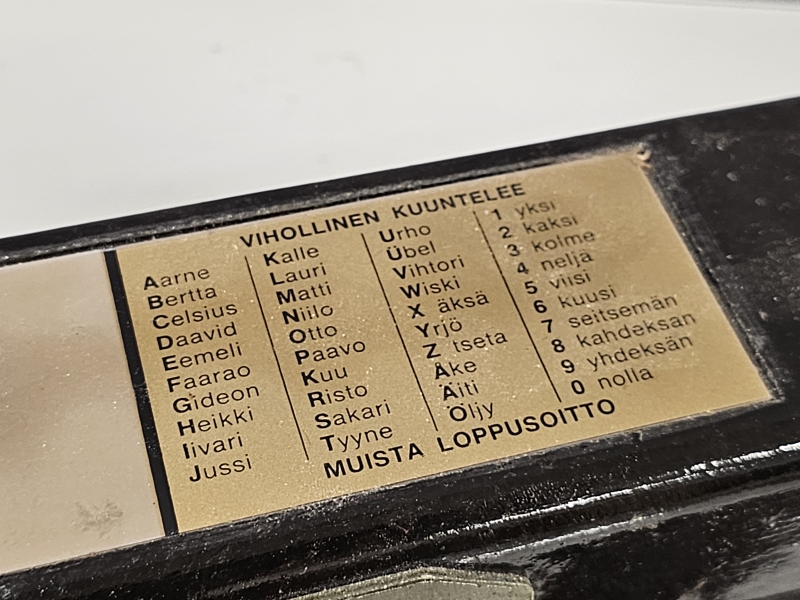 VIHOLLINEN KUUNTELEE
Aarne
Bertta
Celsius
Daavid
Eemeli
Faarao
Gideon
Heikki
Iivari
Jussi
Kalle
Lauri
Matti
Niilo
Otto
Paavo
Kuu
Risto
Sakari
Tyyne
Urho
Übel
Vihtori
Wiski
X äksä
Yrjö
Z tseta
Åke
Äiti
Öljy
1 yksi
2 kaksi
3 kolme
4 neljä
5 viisi
6 kuusi
7 seitsemän
8 kahdeksan
9 yhdeksän
0 nolla
MUISTA LOPPUSOITTO